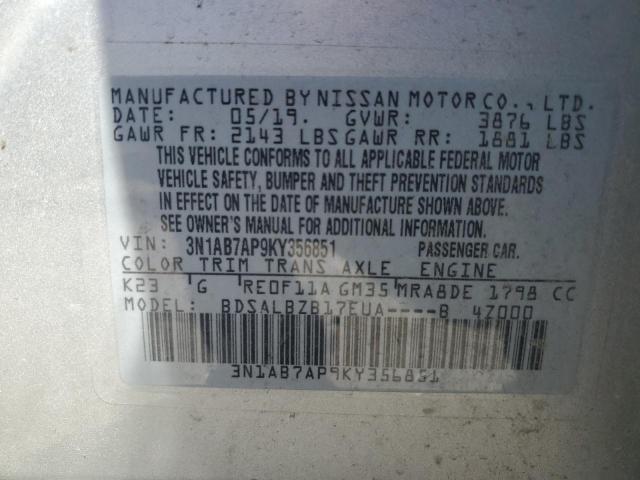 MANUFACTURED BY NISSAN MOTOR CO., LTD.
DATE: 05/19. GVWR: 3876 LBS
GAWR FR: 2143 LBS GAWR RR: 1881 LBS
THIS VEHICLE CONFORMS TO ALL APPLICABLE FEDERAL MOTOR
VEHICLE SAFETY, BUMPER AND THEFT PREVENTION STANDARDS
IN EFFECT ON THE DATE OF MANUFACTURE SHOWN ABOVE.
SEE OWNER'S MANUAL FOR ADDITIONAL INFORMATION.
VIN: 3N1AB7AP9KY356851 PASSENGER CAR.
COLOR TRIM TRANS AXLE ENGINE
K23 G RE0F11A GM35 MRA8DE 1798 CC
MODEL: BDSALBZB17EUA----B 4Z000
3N1AB7AP9KY356851